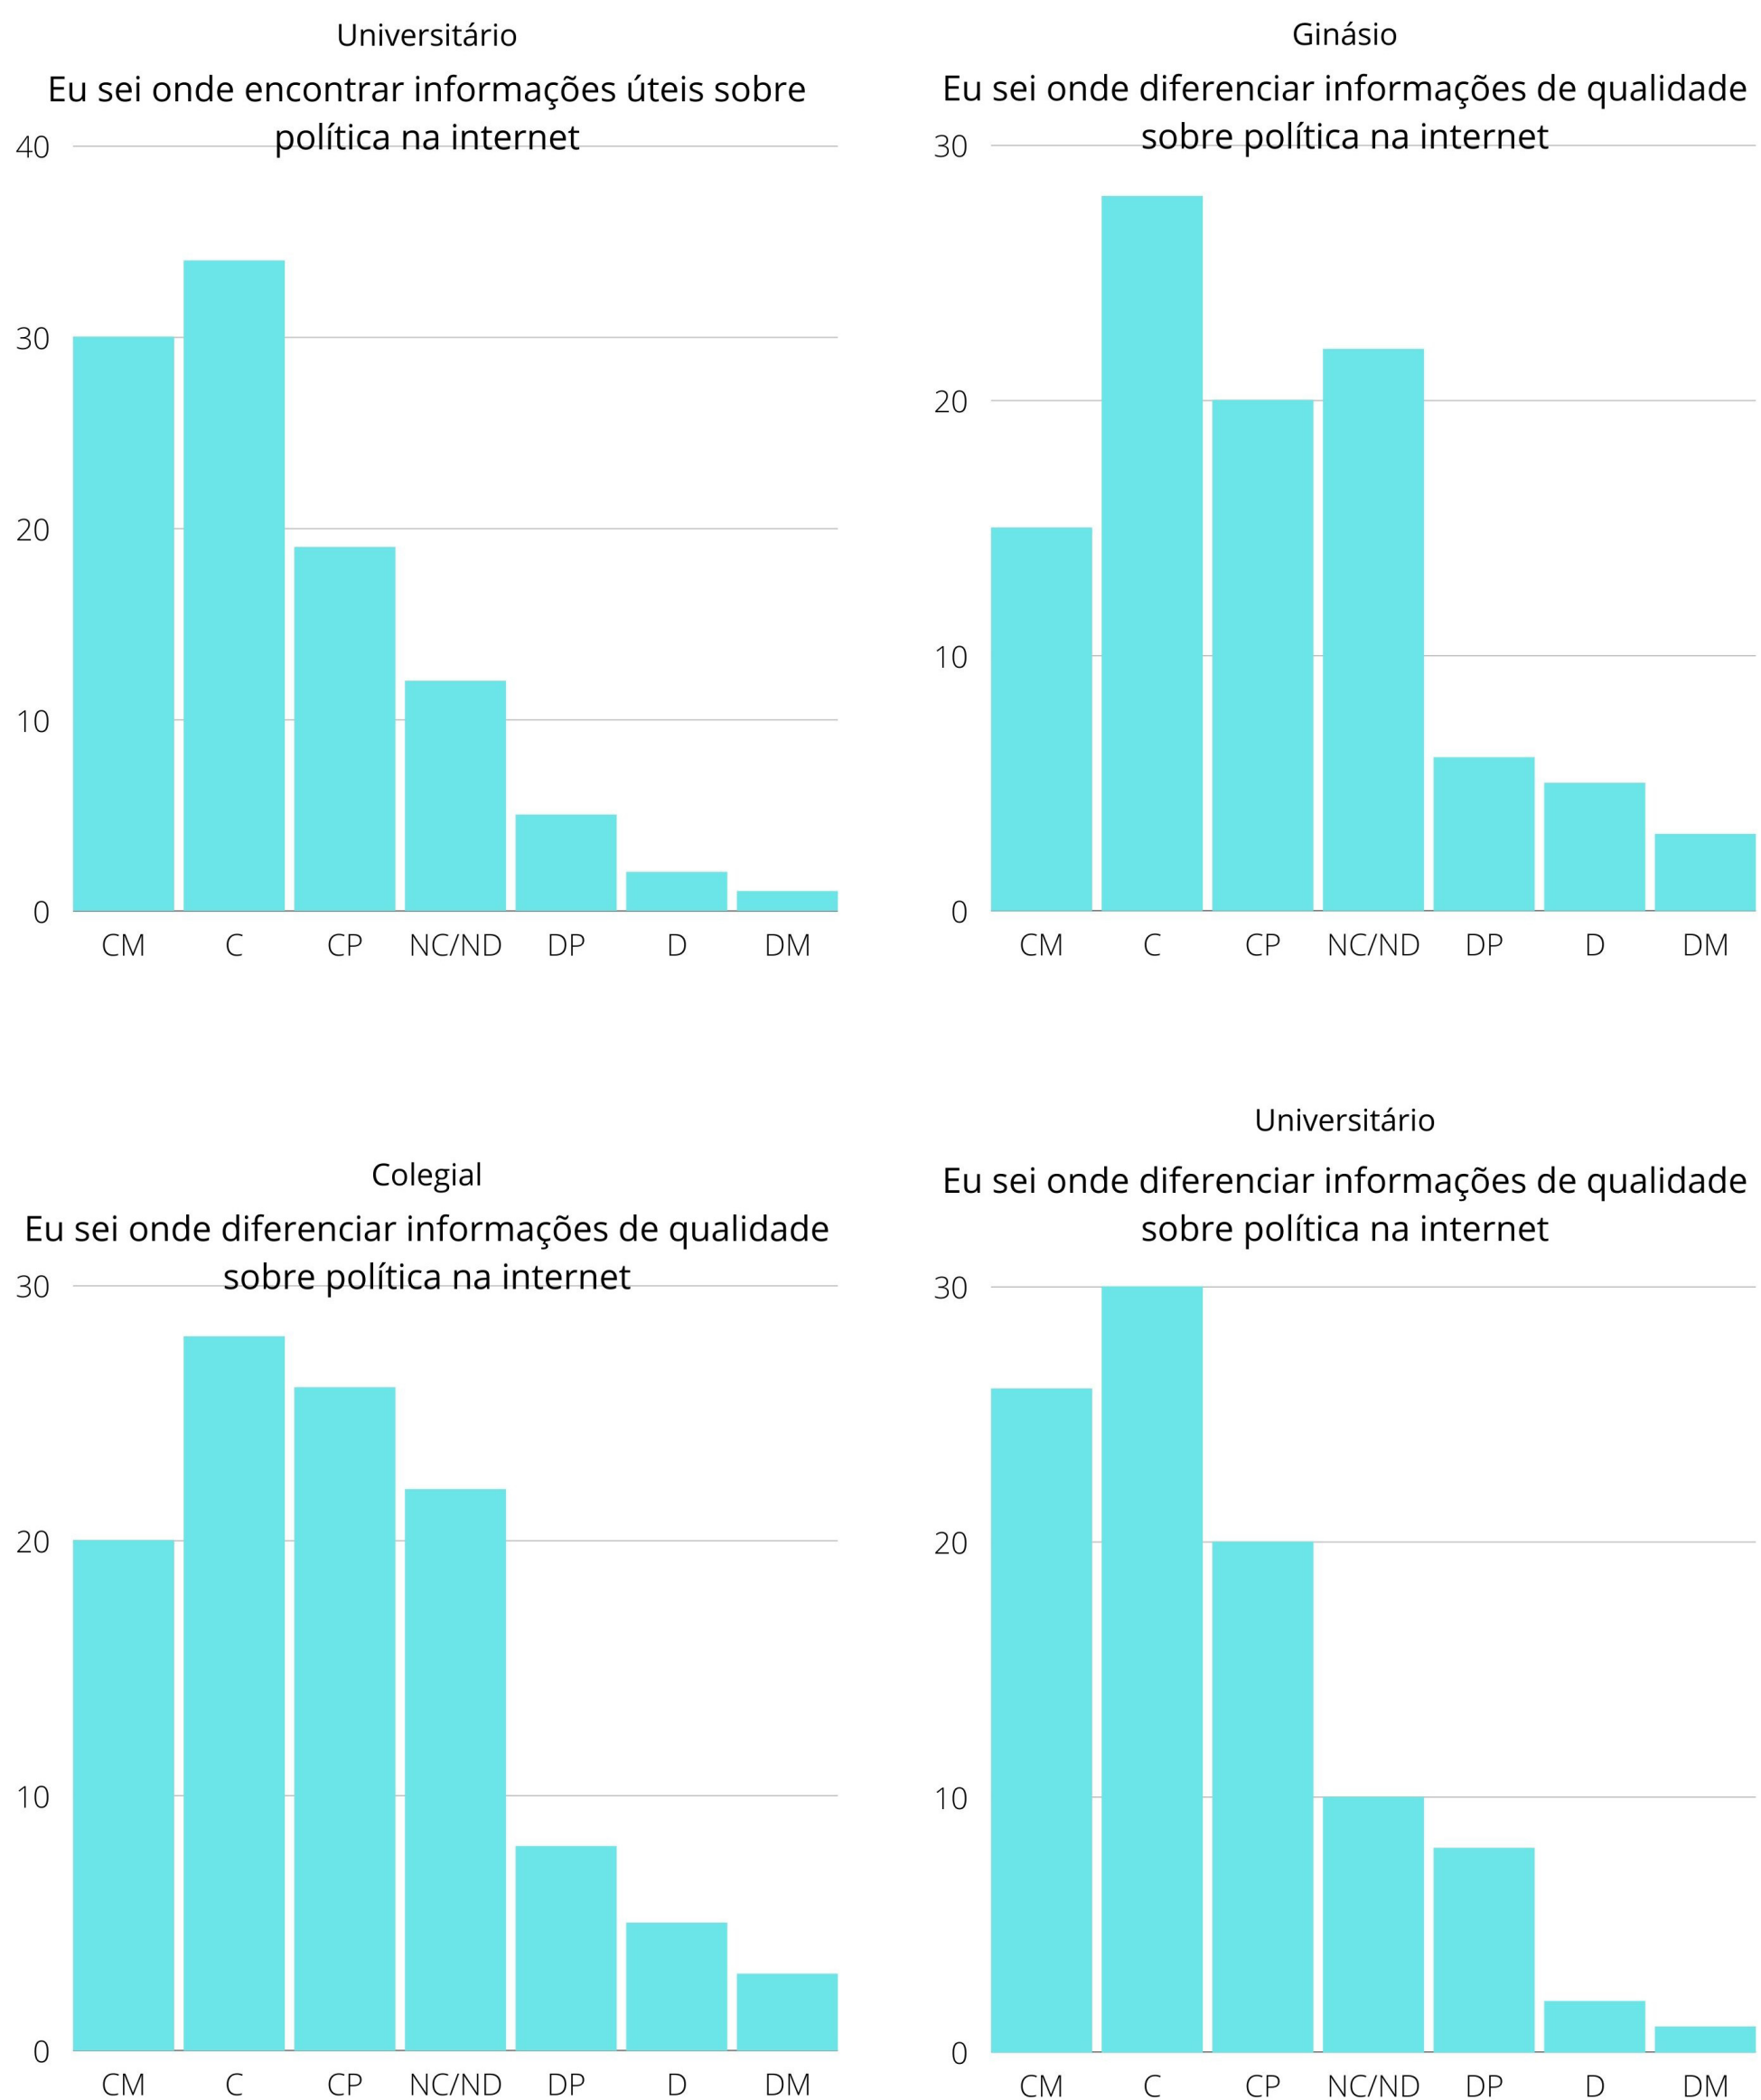 Universitário
Eu sei onde encontrar informações úteis sobre
política na internet
40
30
20
10
0
CM C CP NC/ND DP D DM
Ginásio
Eu sei onde diferenciar informações de qualidade
sobre política na internet
30
20
10
0
CM C CP NC/ND DP D DM
Colegial
Eu sei onde diferenciar informações de qualidade
sobre política na internet
30
20
10
0
CM C CP NC/ND DP D DM
Universitário
Eu sei onde diferenciar informações de qualidade
sobre política na internet
30
20
10
0
CM C CP NC/ND DP D DM